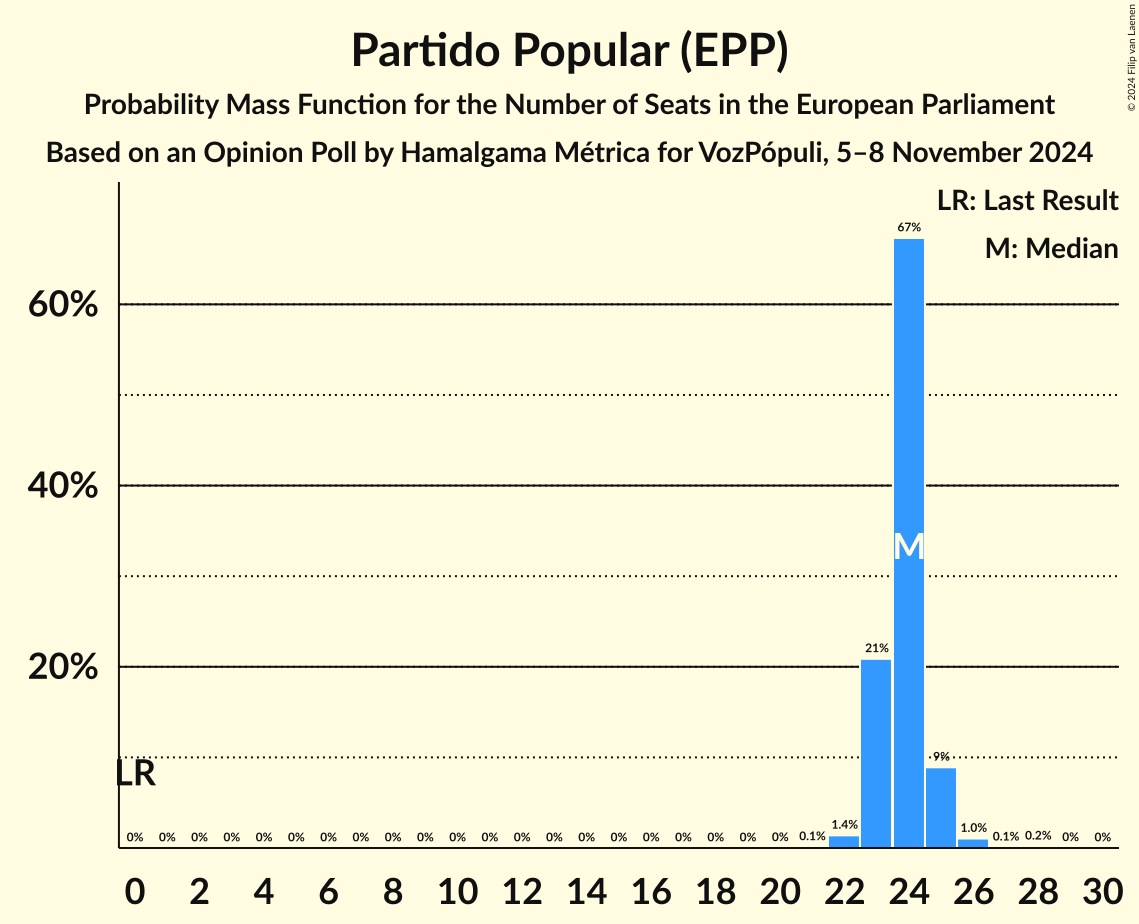 Partido Popular (EPP)
Probability Mass Function for the Number of Seats in the European Parliament
Based on an Opinion Poll by Hamalgama Métrica for VozPópuli, 5–8 November 2024
© 2024 Filip van Laenen
LR: Last Result
M: Median
67%
60%
40%
M
21%
20%
9%
LR
0% 0% 0% 0% 0% 0% 0% 0% 0% 0% 0% 0% 0% 0% 0% 0% 0% 0% 0% 0% 0% 0.1% 1.4% 1.0% 0.1% 0.2% 0% 0%
0 2 4 6 8 10 12 14 16 18 20 22 24 26 28 30